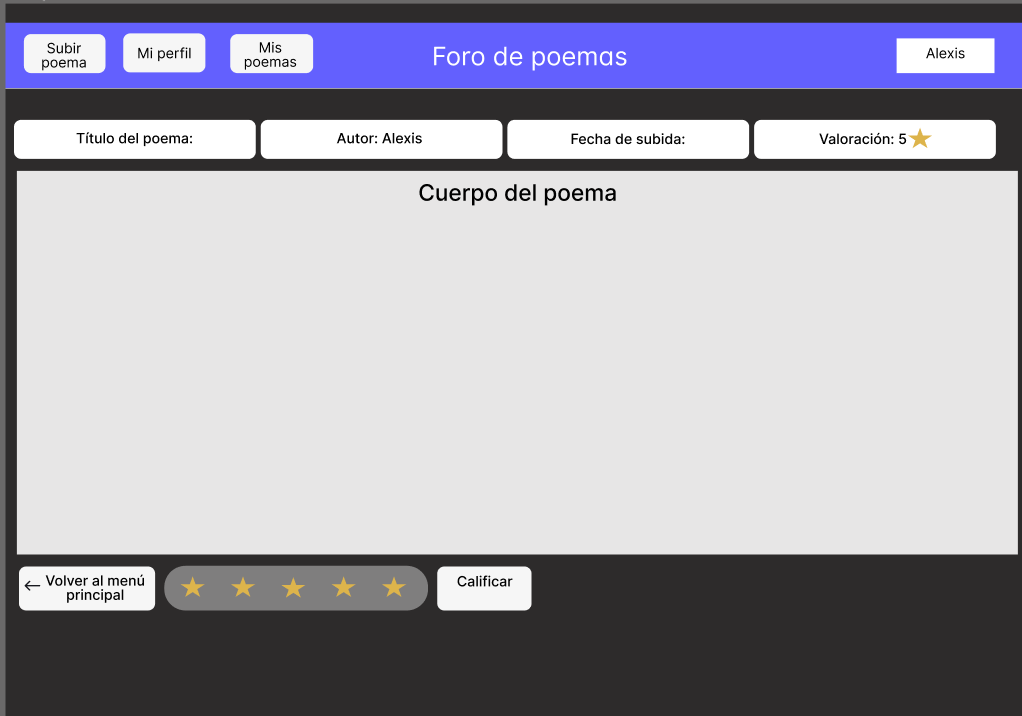 Subir
poema
Mi perfil
Mis
poemas
Foro de poemas
Alexis
Título del poema:
Autor: Alexis
Fecha de subida:
Valoración: 5
Cuerpo del poema
Volver al menú
principal
Calificar